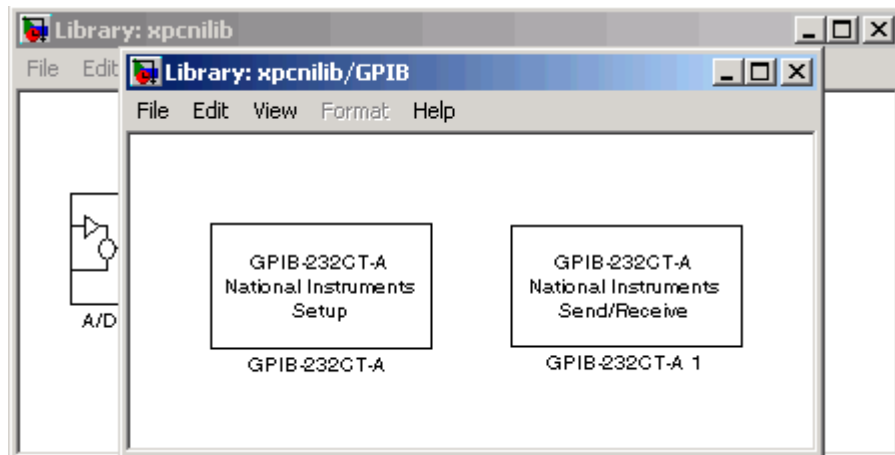 Library: xpcnilib
File Edit
Library: xpcnilib/GPIB
File Edit View Format Help
A/D
GPIB-232CT-A
National Instruments
Setup
GPIB-232CT-A
GPIB-232CT-A
National Instruments
Send/Receive
GPIB-232CT-A 1